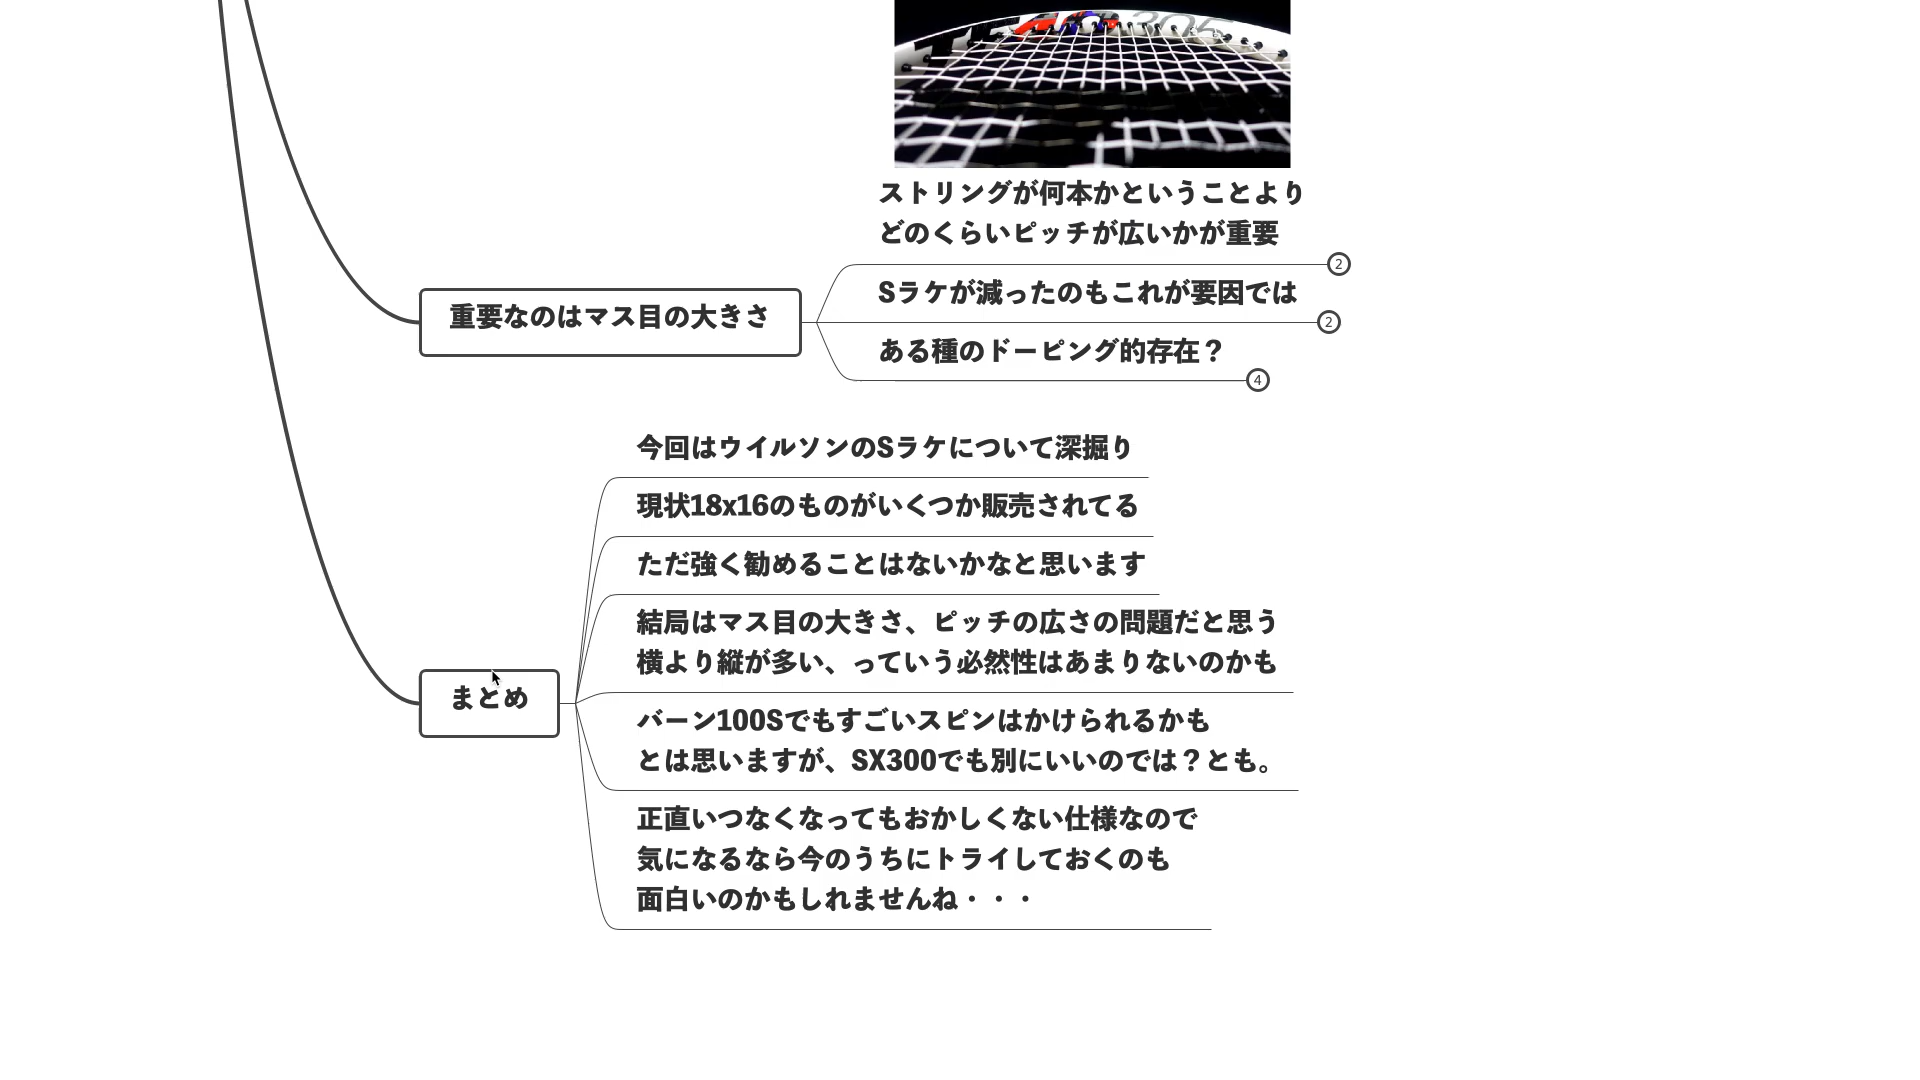 305
ストリングが何本かということより
どのくらいピッチが広いかが重要
2
重要なのはマス目の大きさ
Sラケが減ったのもこれが要因では
2
ある種のドーピング的存在？
4
今回はウイルソンのSラケについて深掘り
現状18x16のものがいくつか販売されてる
ただ強く勧めることはないかなと思います
結局はマス目の大きさ、ピッチの広さの問題だと思う
横より縦が多い、っていう必然性はあまりないのかも
まとめ
バーン100Sでもすごいスピンはかけられるかも
とは思いますが、SX300でも別にいいのでは？とも。
正直いつなくなってもおかしくない仕様なので
気になるなら今のうちにトライしておくのも
面白いのかもしれませんね・・・